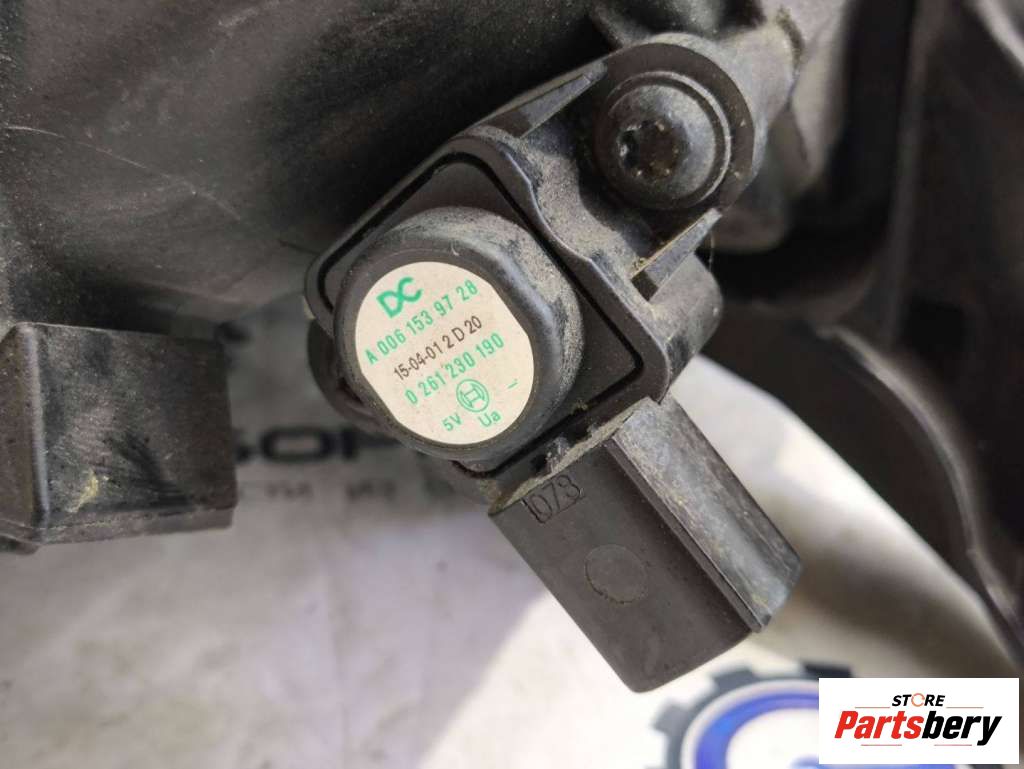 DC
A 006 153 97 28
15-04-01 2 D 20
0 261 230 190
5V Ua
1073
STORE
Partsbery